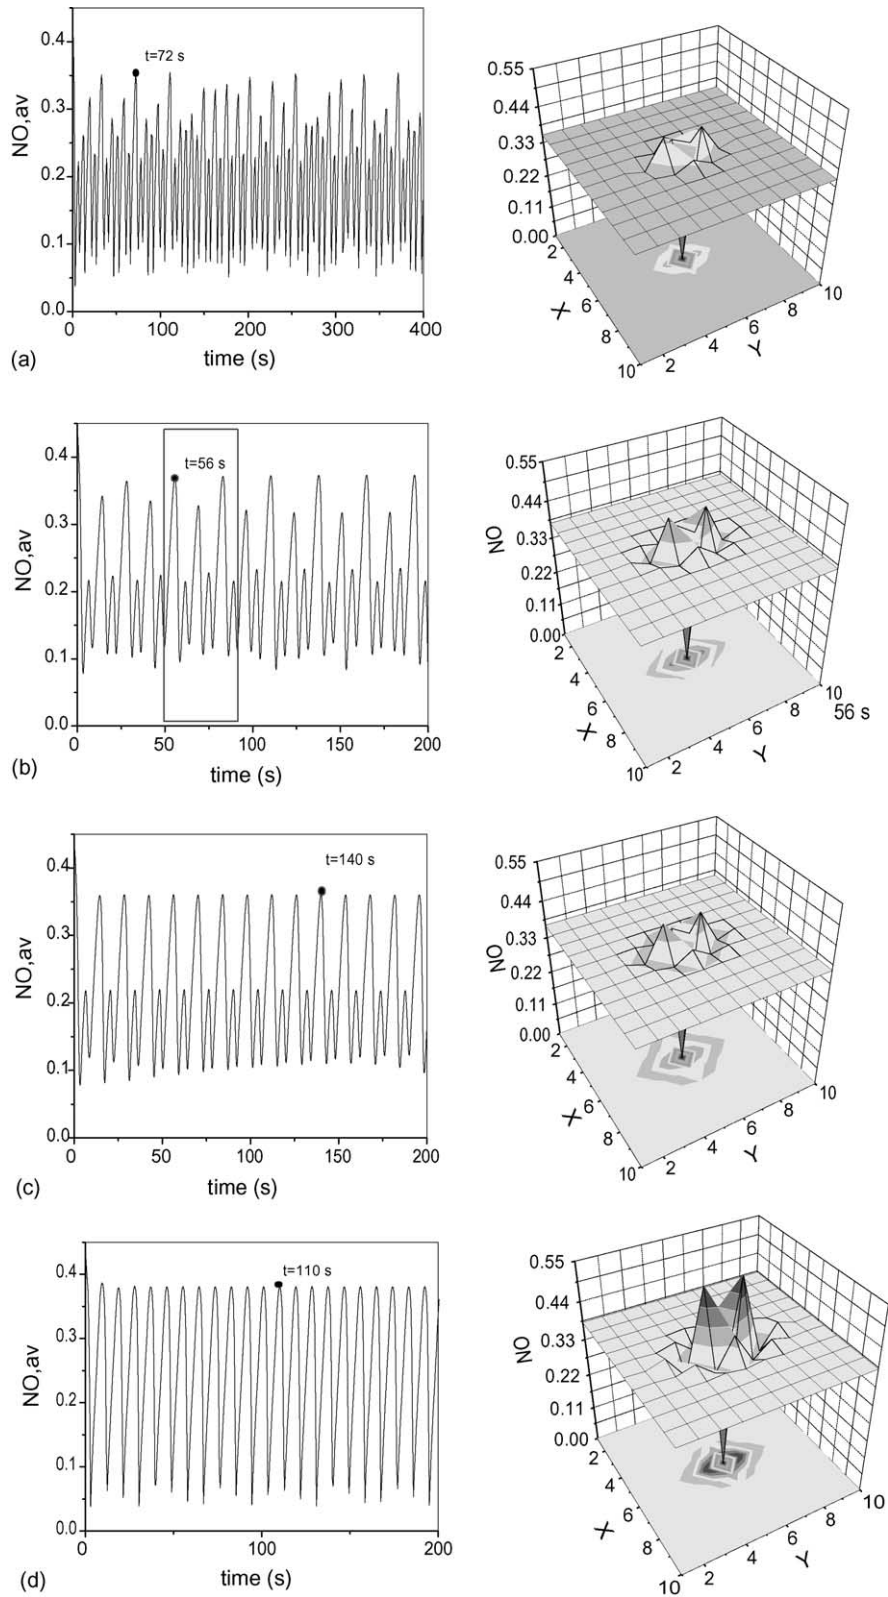 0.4
0.3
0.2
0.1
0.0
NO,av
t=72 s
0 100 200 300 400
time (s)
(a)
0.55
0.44
0.33
0.22
0.11
0.00
2
4
6
8
10
X
2
4
6
8
10
Y
0.4
0.3
0.2
0.1
0.0
NO,av
t=56 s
0 25 50 75 100 125 150 175 200
time (s)
(b)
0.55
0.44
0.33
0.22
0.11
0.00
NO
2
4
6
8
10
X
2
4
6
8
10
Y
56 s
0.4
0.3
0.2
0.1
0.0
NO,av
t=140 s
0 50 100 150 200
time (s)
(c)
0.55
0.44
0.33
0.22
0.11
0.00
NO
2
4
6
8
10
X
2
4
6
8
10
Y
0.4
0.3
0.2
0.1
0.0
NO,av
t=110 s
0 100 200
time (s)
(d)
0.55
0.44
0.33
0.22
0.11
0.00
NO
2
4
6
8
10
X
2
4
6
8
10
Y